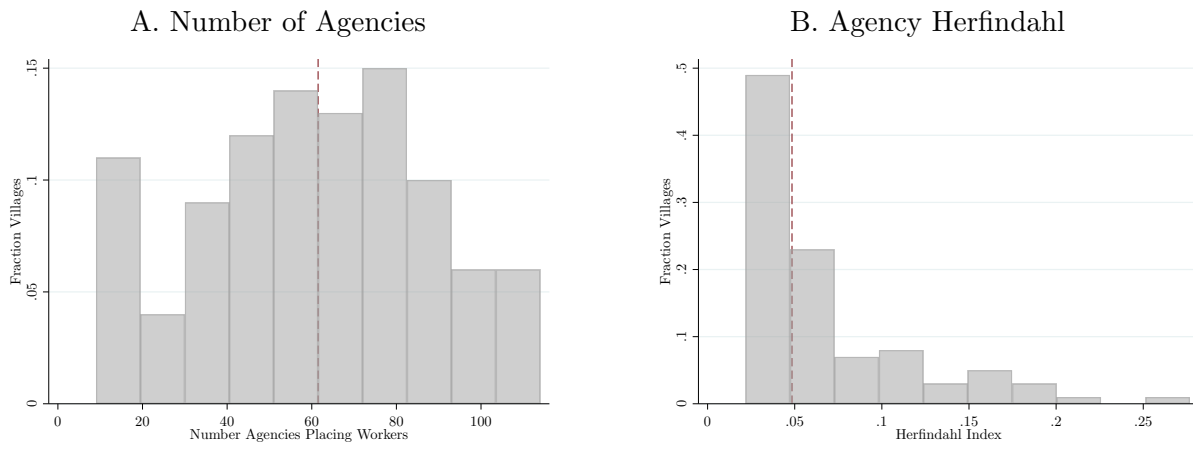 A. Number of Agencies
.15
.1
.05
0
Fraction Villages
0 20 40 60 80 100
Number Agencies Placing Workers
B. Agency Herfindahl
.5
.4
.3
.2
.1
0
Fraction Villages
0 .05 .1 .15 .2 .25
Herfindahl Index